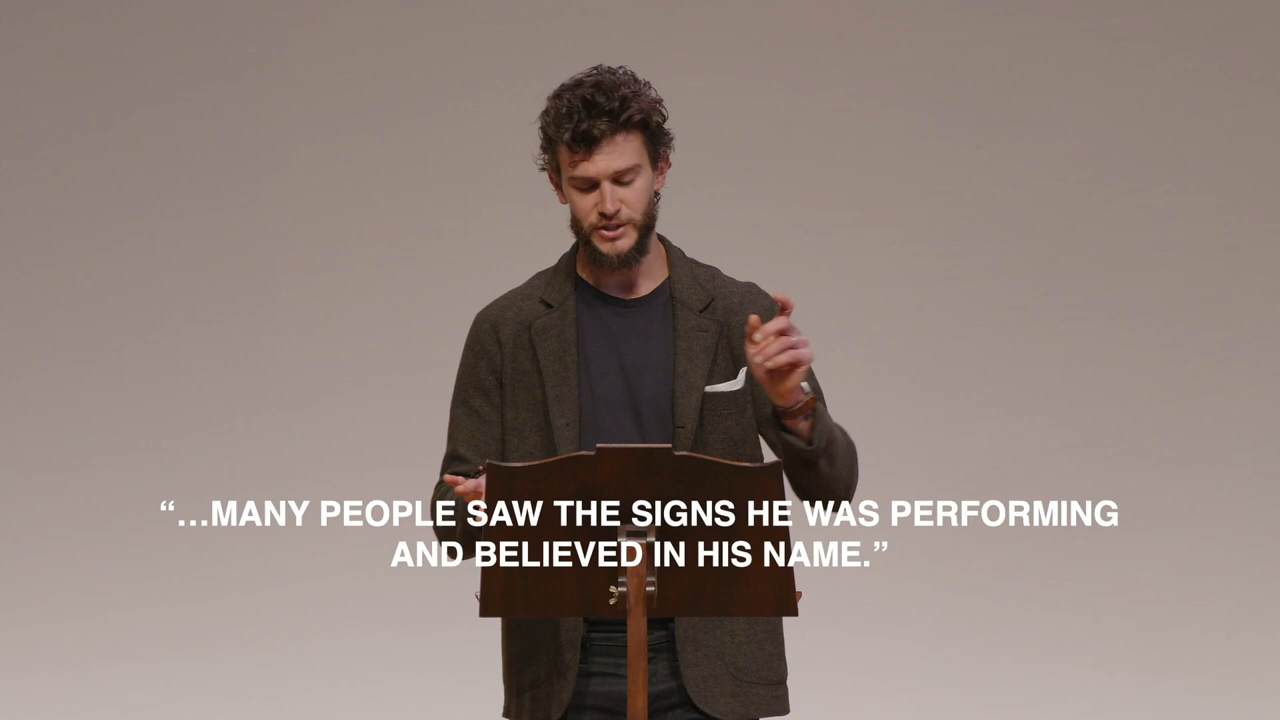 “...MANY PEOPLE SAW THE SIGNS HE WAS PERFORMING
AND BELIEVED IN HIS NAME.”